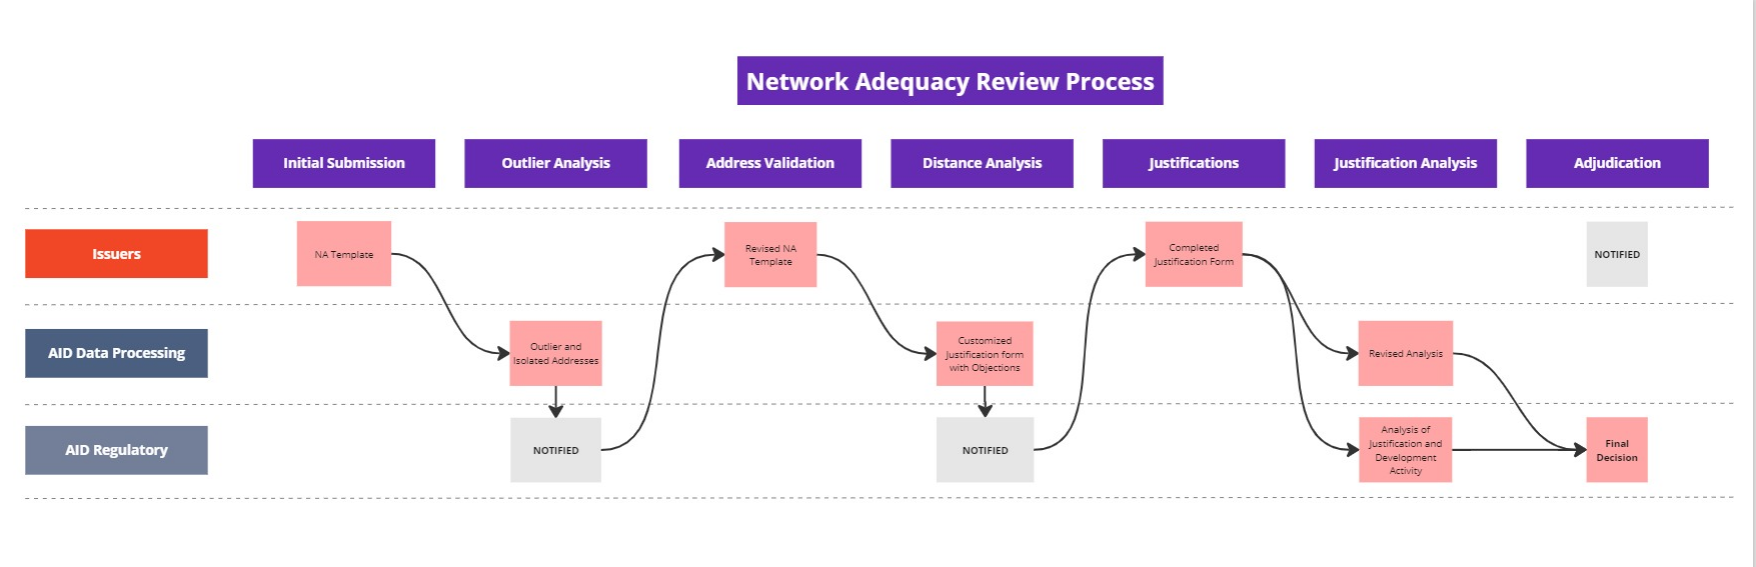 Network Adequacy Review Process
Initial Submission
Outlier Analysis
Address Validation
Distance Analysis
Justifications
Justification Analysis
Adjudication
Issuers
NA Template
Revised NA
Template
Completed
Justification Form
NOTIFIED
AID Data Processing
Outlier and
Isolated Addresses
Customized
Justification form
with Objections
Revised Analysis
AID Regulatory
NOTIFIED
NOTIFIED
Analysis of
Justification and
Development
Activity
Final
Decision